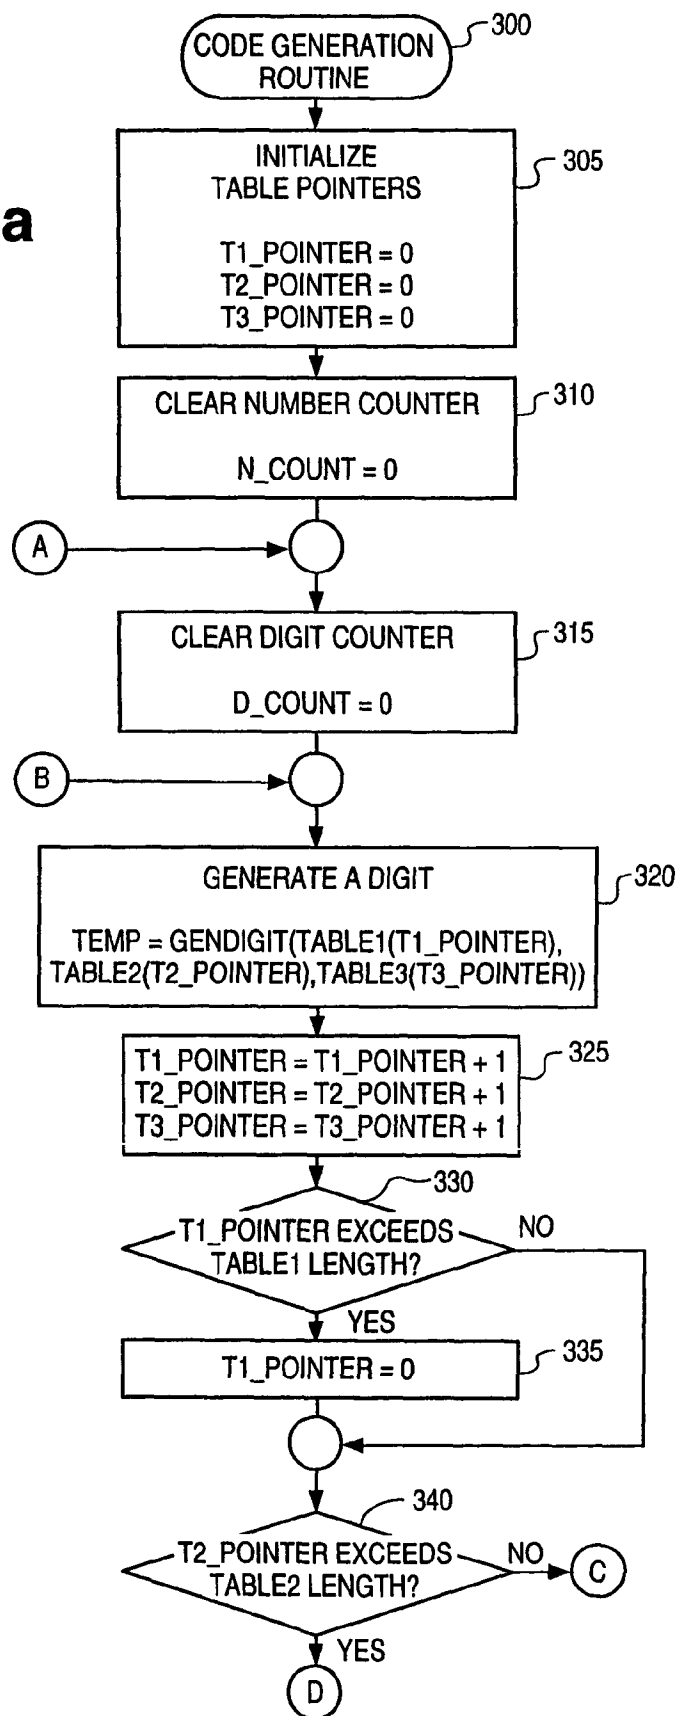 CODE GENERATION
ROUTINE
300
INITIALIZE
TABLE POINTERS
305
a
T1_POINTER = 0
T2_POINTER = 0
T3_POINTER = 0
CLEAR NUMBER COUNTER
310
N_COUNT = 0
A
CLEAR DIGIT COUNTER
315
D_COUNT = 0
B
GENERATE A DIGIT
320
TEMP = GENDIGIT(TABLE1(T1_POINTER),
TABLE2(T2_POINTER),TABLE3(T3_POINTER))
T1_POINTER = T1_POINTER + 1
T2_POINTER = T2_POINTER + 1
T3_POINTER = T3_POINTER + 1
325
330
T1_POINTER EXCEEDS
TABLE1 LENGTH?
NO
YES
T1_POINTER = 0
335
340
T2_POINTER EXCEEDS
TABLE2 LENGTH?
NO
C
YES
D